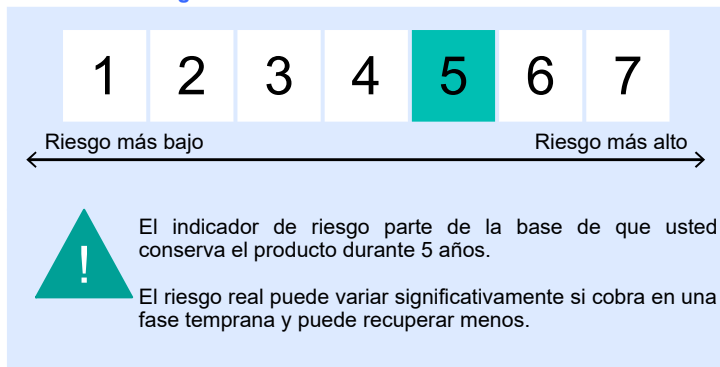 1 2 3 4 5 6 7
Riesgo más bajo Riesgo más alto
!
El indicador de riesgo parte de la base de que usted
conserva el producto durante 5 años.
El riesgo real puede variar significativamente si cobra en una
fase temprana y puede recuperar menos.